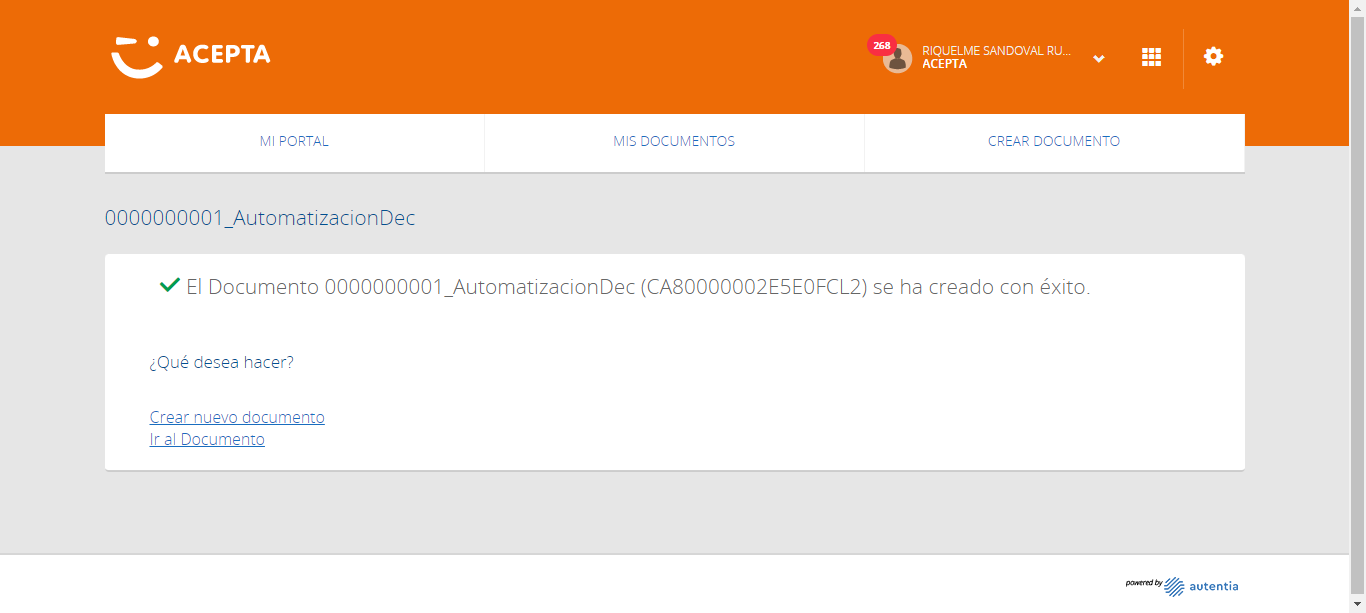 ACEPTA
268
RIQUELME SANDOVAL RU...
ACEPTA
MI PORTAL
MIS DOCUMENTOS
CREAR DOCUMENTO
0000000001_AutomatizacionDec
El Documento 0000000001_AutomatizacionDec (CA80000002E5E0FCL2) se ha creado con éxito.
¿Qué desea hacer?
Crear nuevo documento
Ir al Documento
powered by autentia